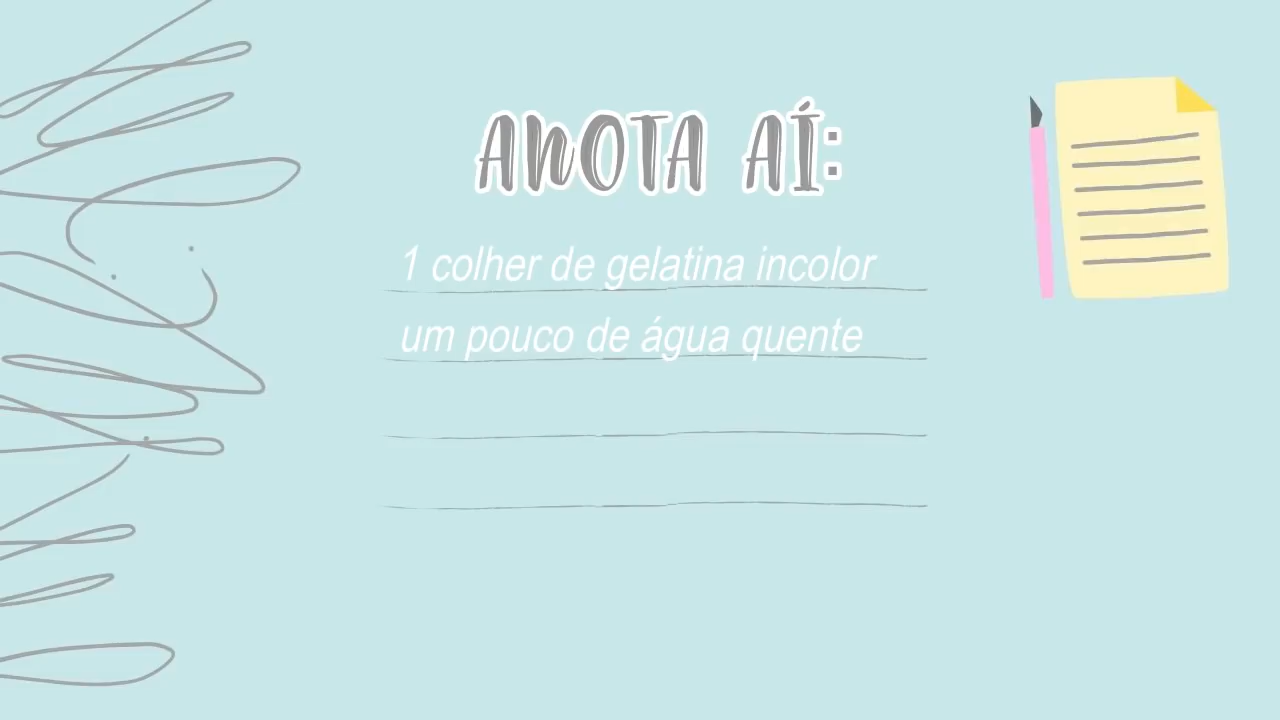 ANOTA AÍ:
1 colher de gelatina incolor
um pouco de água quente